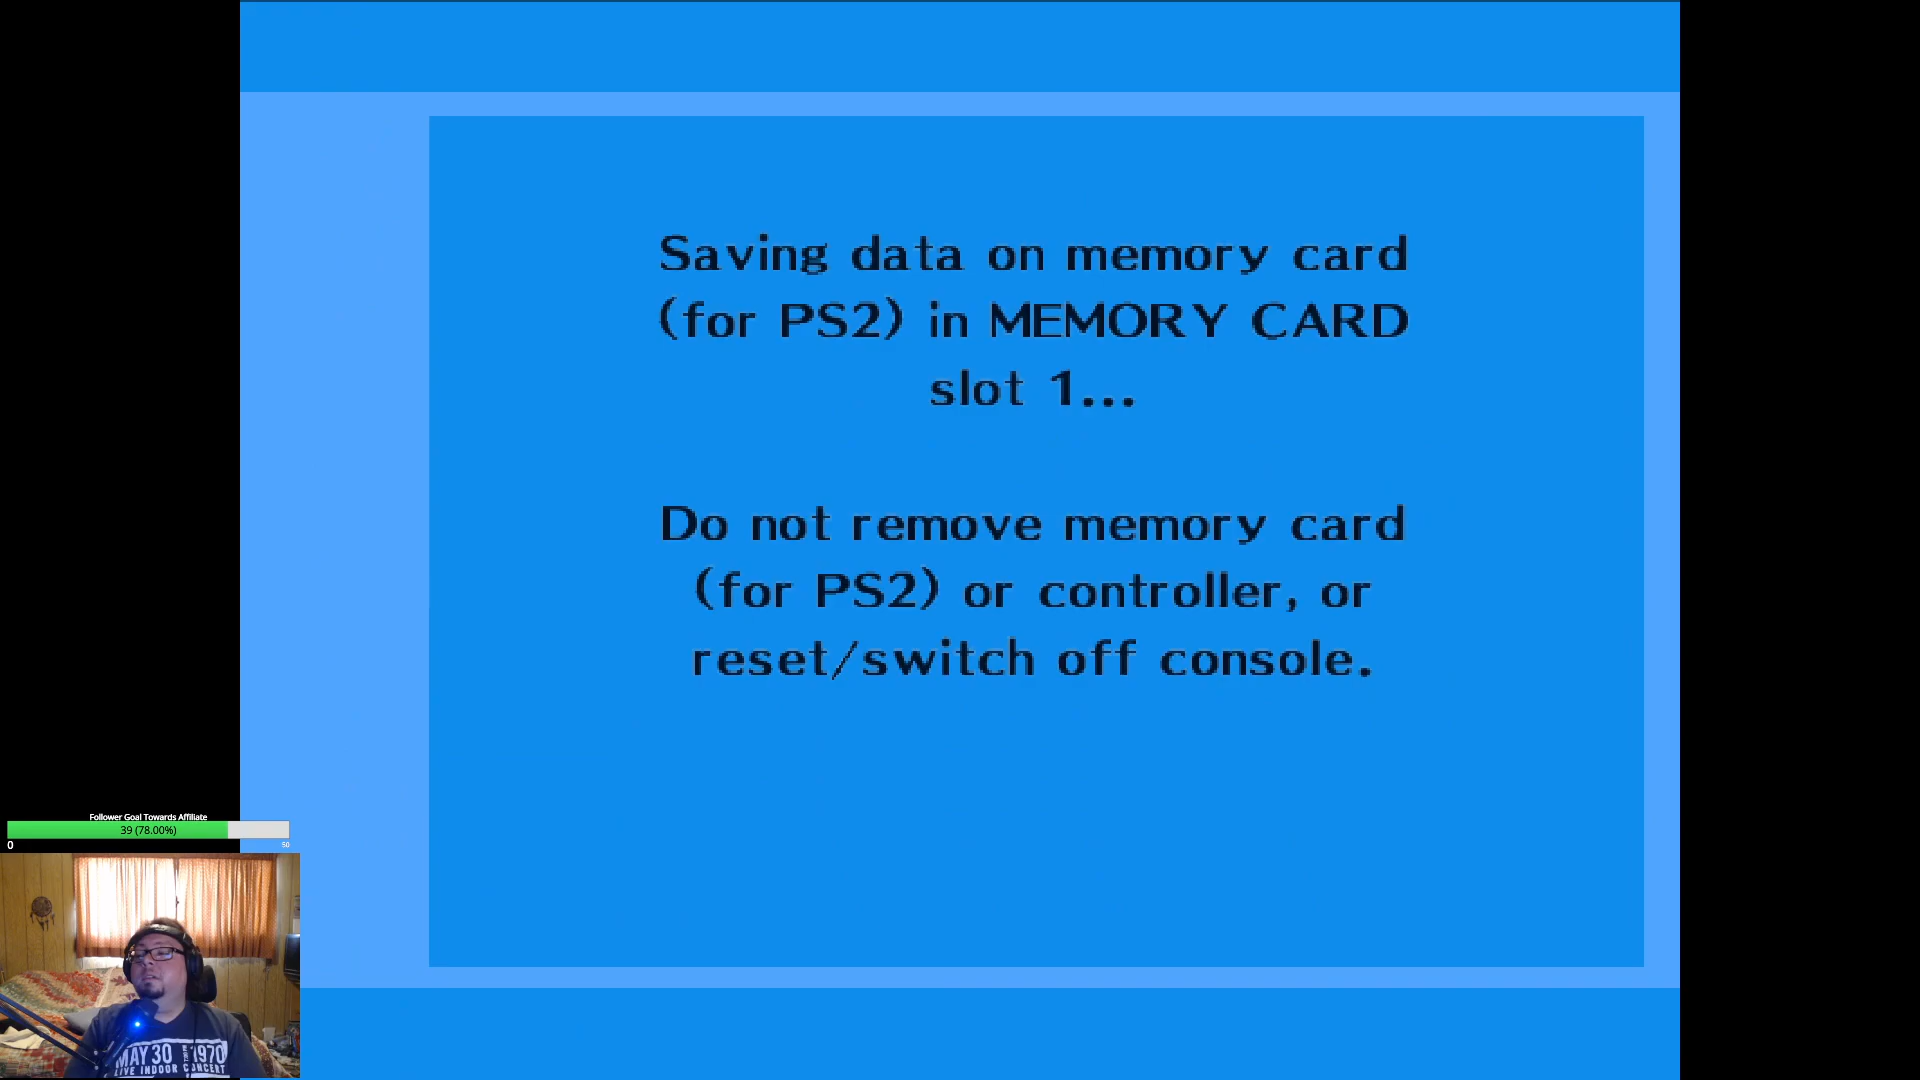 Saving data on memory card
(for PS2) in MEMORY CARD
slot 1...
Do not remove memory card
(for PS2) or controller, or
reset/switch off console.
Follower Goal Towards Affiliate
39 (78.00%)
0
50
MAY 30 1970
LIVE INDOOR CONCERT